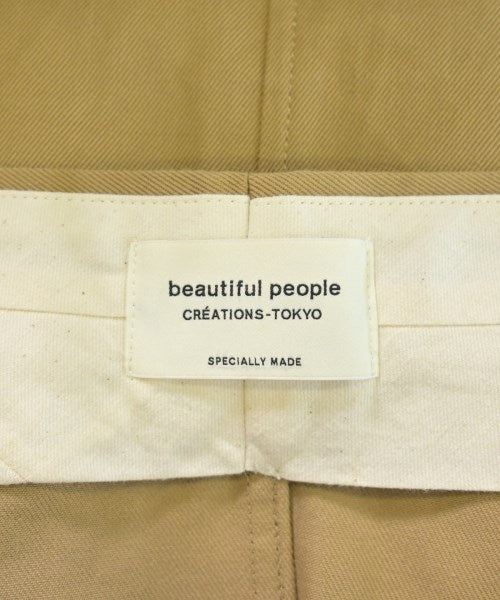 beautiful people
CRÉATIONS-TOKYO
SPECIALLY MADE